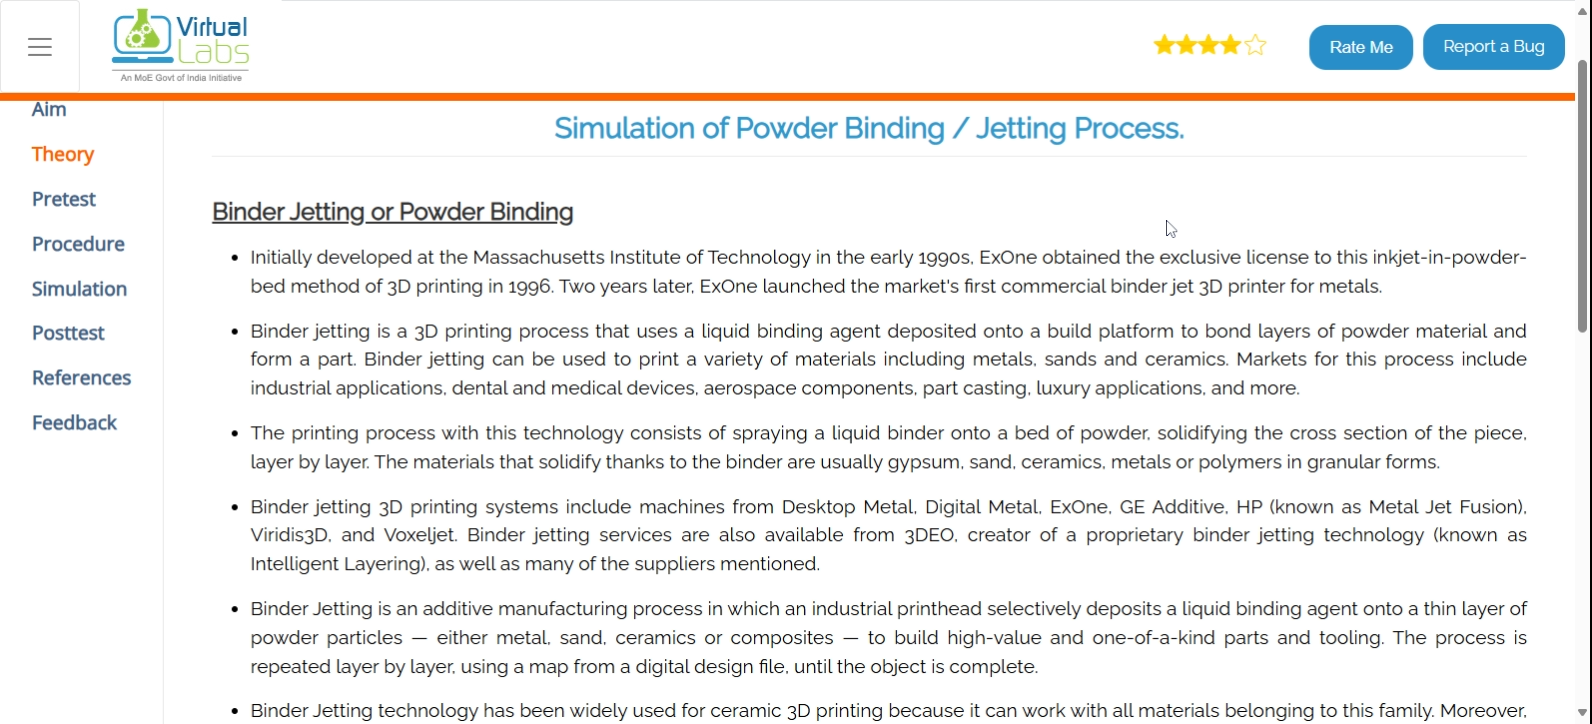 Virtual
Labs
An MoE Govt of India Initiative
Rate Me
Report a Bug
Aim
Theory
Pretest
Procedure
Simulation
Posttest
References
Feedback
Simulation of Powder Binding / Jetting Process.
Binder Jetting or Powder Binding
• Initially developed at the Massachusetts Institute of Technology in the early 1990s, ExOne obtained the exclusive license to this inkjet-in-powder-
bed method of 3D printing in 1996. Two years later, ExOne launched the market's first commercial binder jet 3D printer for metals.
• Binder jetting is a 3D printing process that uses a liquid binding agent deposited onto a build platform to bond layers of powder material and
form a part. Binder jetting can be used to print a variety of materials including metals, sands and ceramics. Markets for this process include
industrial applications, dental and medical devices, aerospace components, part casting, luxury applications, and more.
• The printing process with this technology consists of spraying a liquid binder onto a bed of powder, solidifying the cross section of the piece,
layer by layer. The materials that solidify thanks to the binder are usually gypsum, sand, ceramics, metals or polymers in granular forms.
• Binder jetting 3D printing systems include machines from Desktop Metal, Digital Metal, ExOne, GE Additive, HP (known as Metal Jet Fusion),
Viridis3D, and Voxeljet. Binder jetting services are also available from 3DEO, creator of a proprietary binder jetting technology (known as
Intelligent Layering), as well as many of the suppliers mentioned.
• Binder Jetting is an additive manufacturing process in which an industrial printhead selectively deposits a liquid binding agent onto a thin layer of
powder particles — either metal, sand, ceramics or composites — to build high-value and one-of-a-kind parts and tooling. The process is
repeated layer by layer, using a map from a digital design file, until the object is complete.
• Binder Jetting technology has been widely used for ceramic 3D printing because it can work with all materials belonging to this family. Moreover,